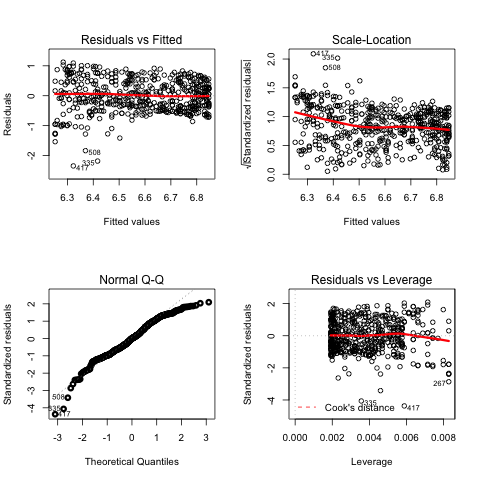 Residuals vs Fitted
Residuals
1
0
-1
-2
508
335
417
6.3 6.4 6.5 6.6 6.7 6.8
Fitted values
Scale-Location
√|Standardized residuals|
2.0
1.5
1.0
0.5
0.0
417
335
508
6.3 6.4 6.5 6.6 6.7 6.8
Fitted values
Normal Q-Q
Standardized residuals
2
1
0
-1
-2
-3
-4
508
335
417
-3 -2 -1 0 1 2 3
Theoretical Quantiles
Residuals vs Leverage
Standardized residuals
2
0
-2
-4
267
335
417
Cook's distance
0.000 0.002 0.004 0.006 0.008
Leverage